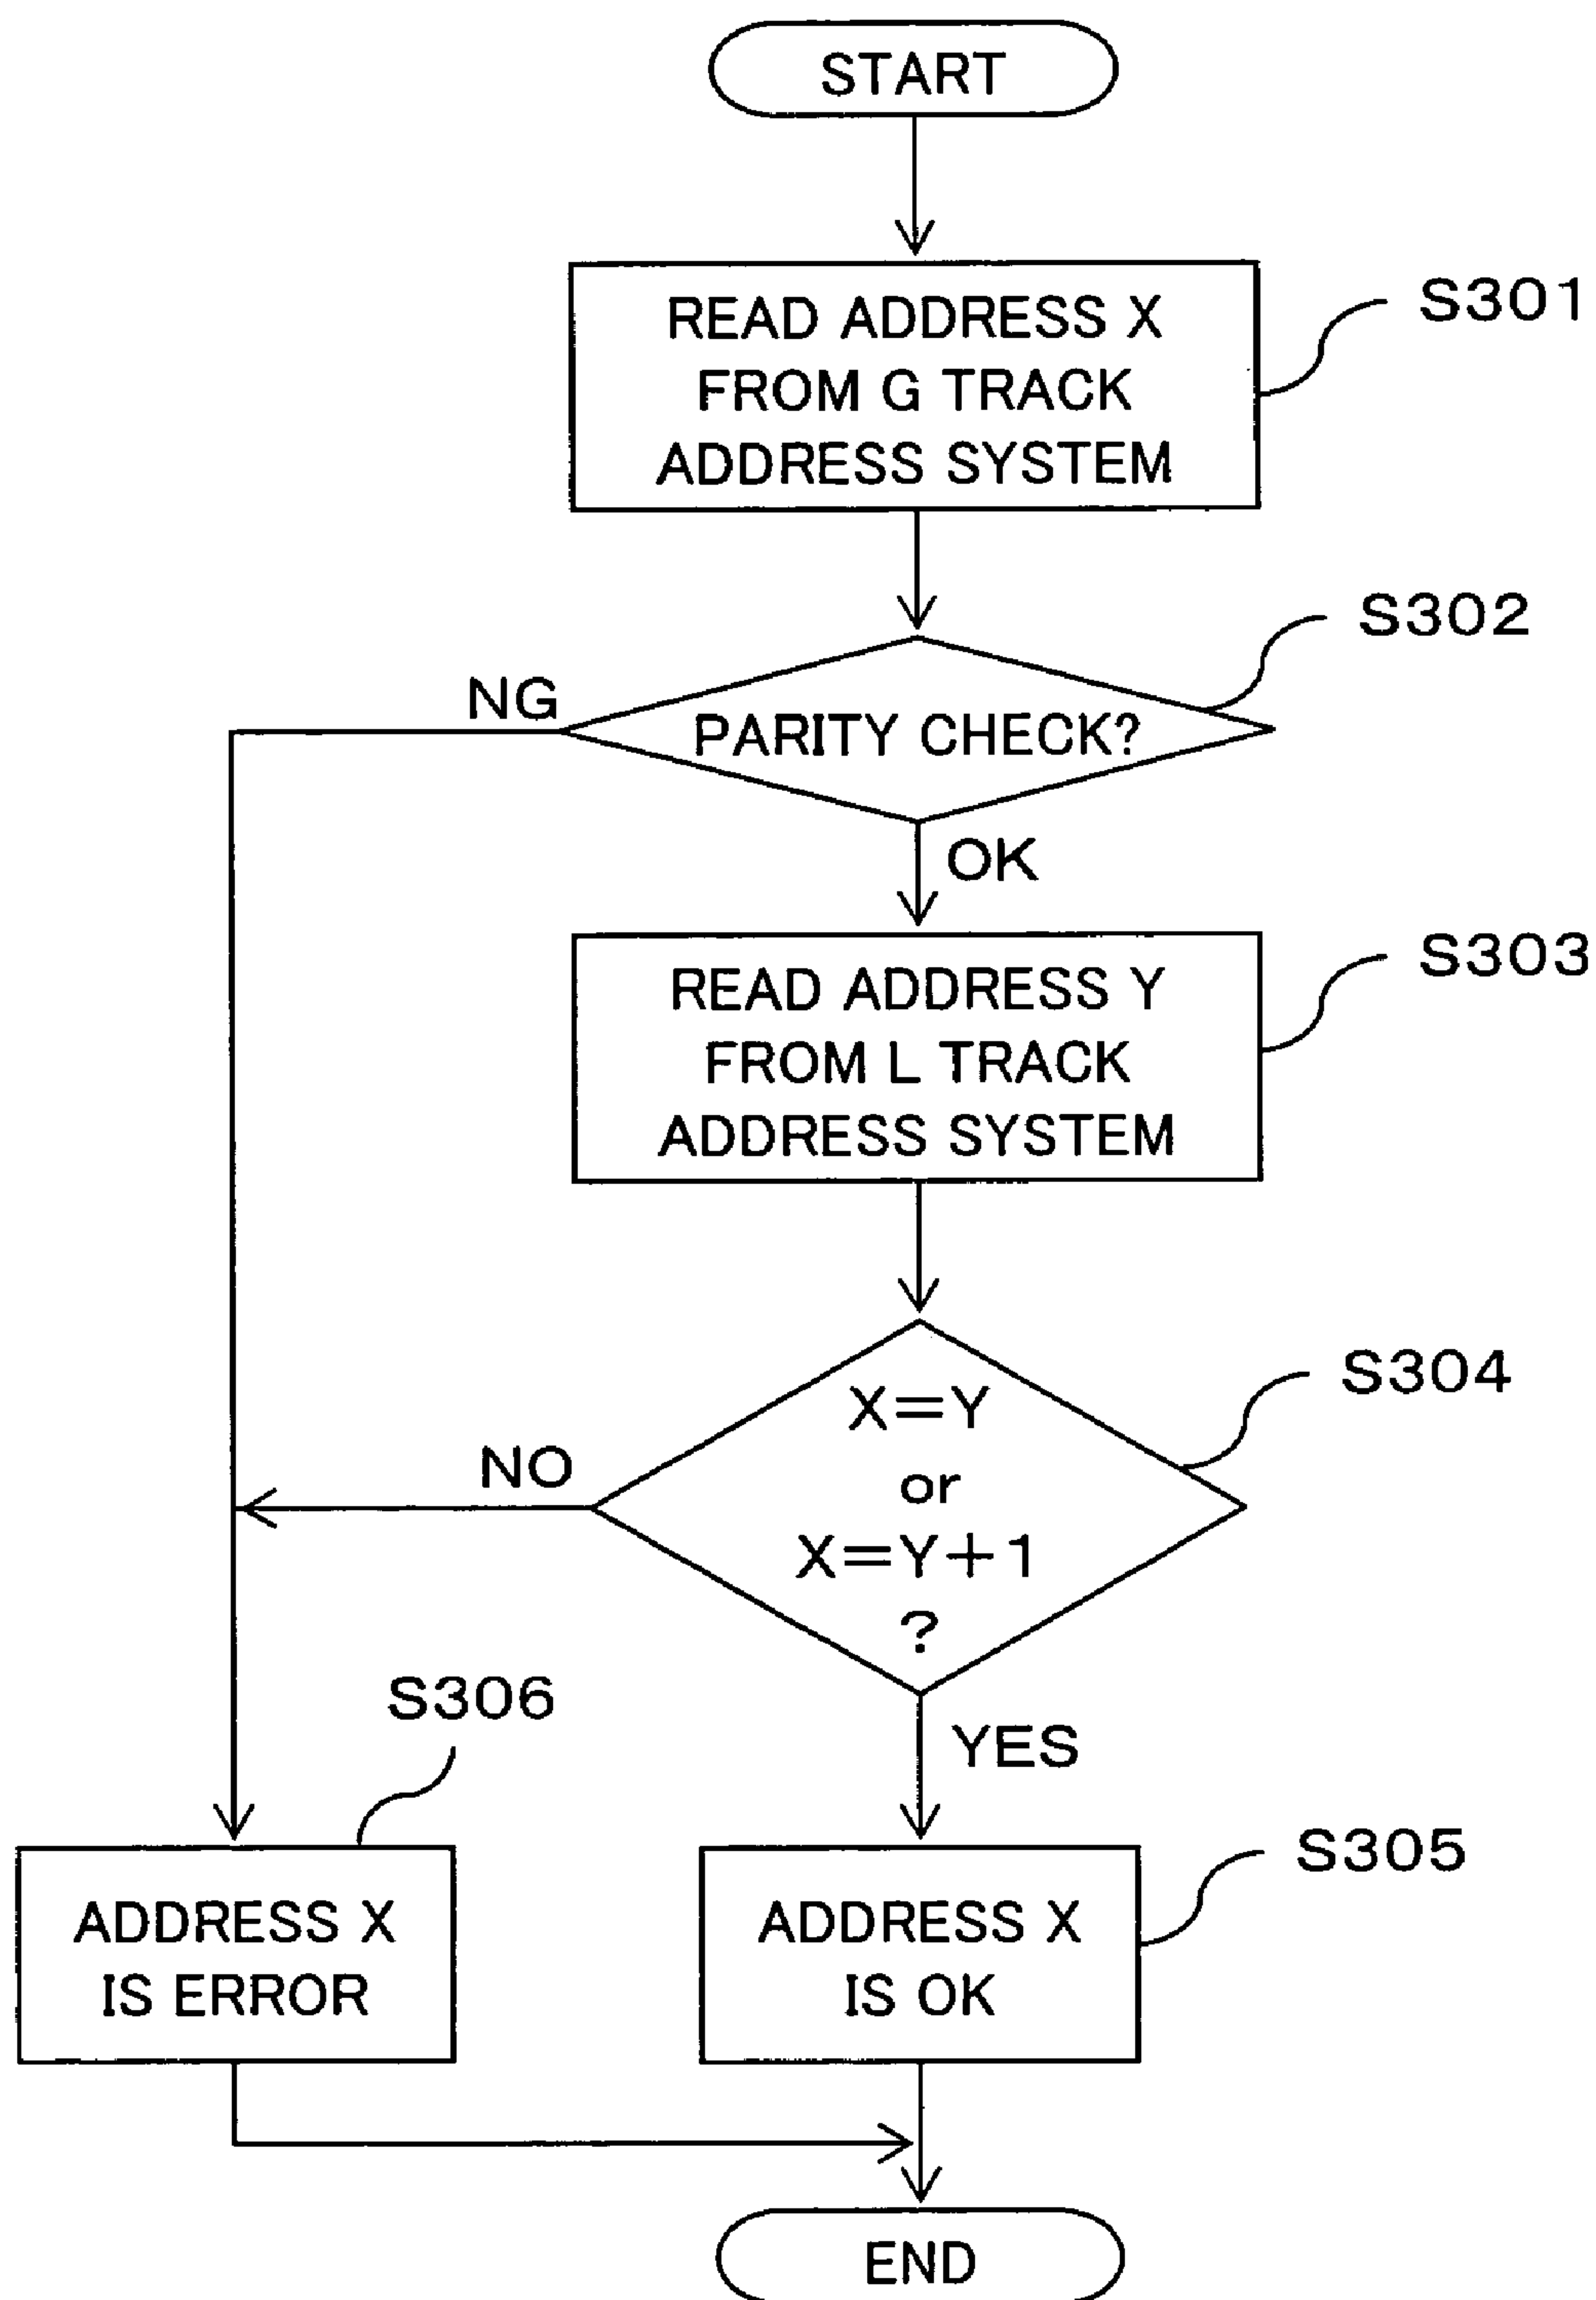 START
READ ADDRESS X
FROM G TRACK
ADDRESS SYSTEM
S301
S302
NG
PARITY CHECK?
OK
READ ADDRESS Y
FROM L TRACK
ADDRESS SYSTEM
S303
S304
X=Y
or
X=Y+1
?
NO
YES
S306
ADDRESS X
IS ERROR
S305
ADDRESS X
IS OK
END